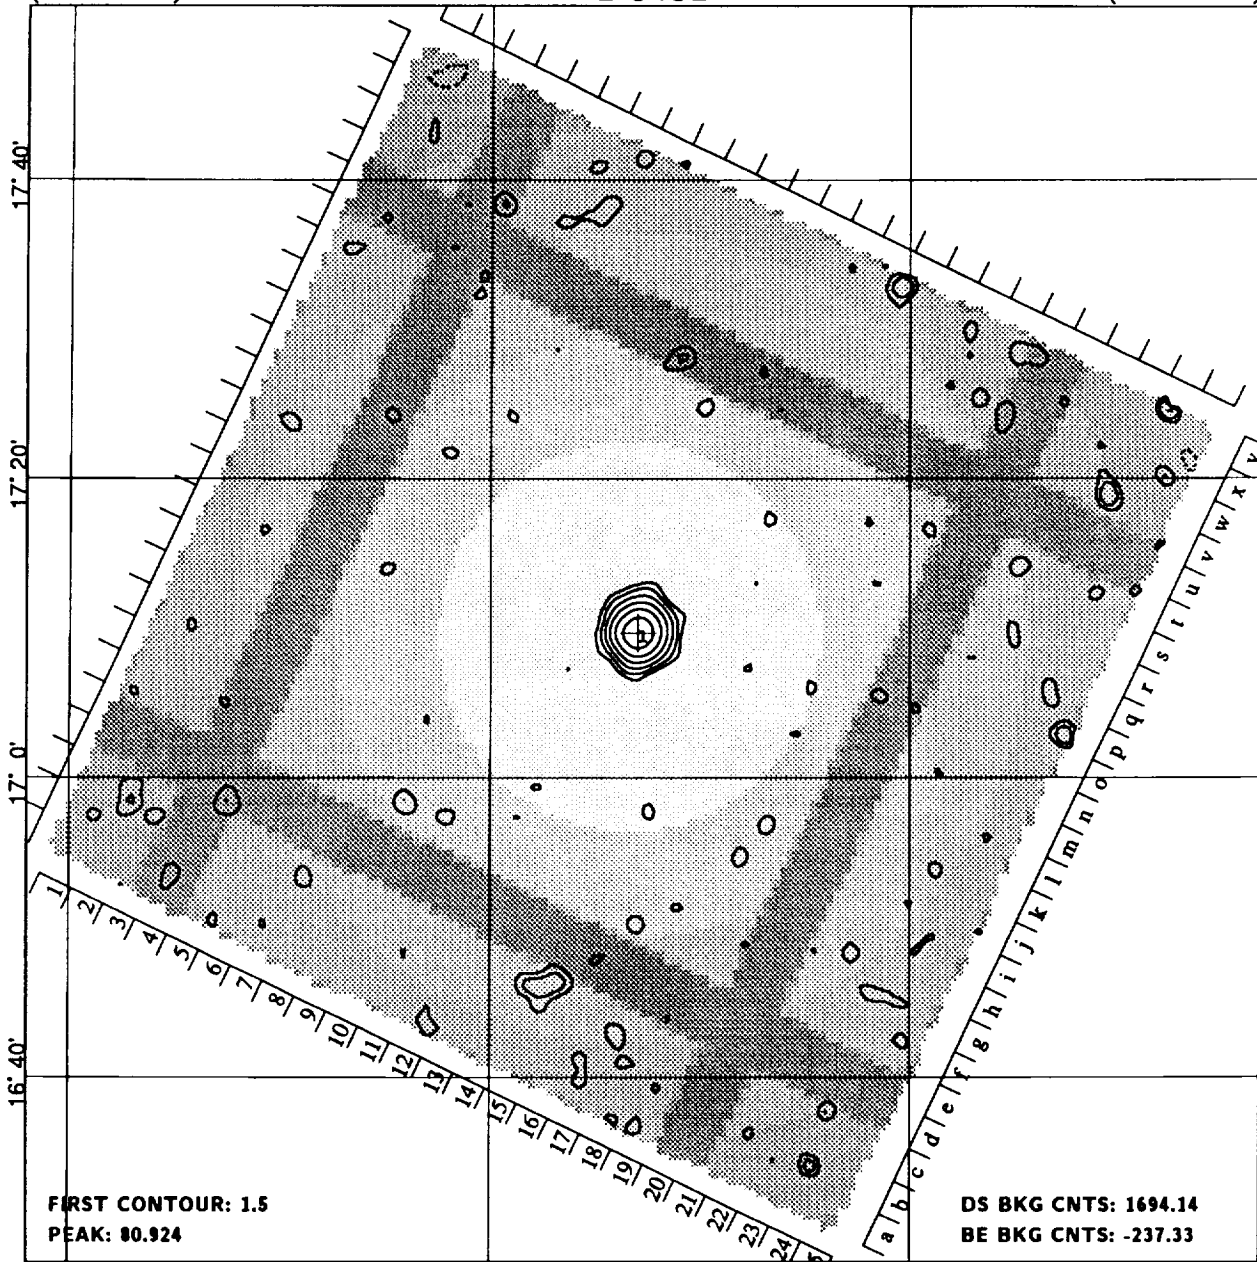 17° 40'
17° 20'
17° 0'
16° 40'
1 2 3 4 5 6 7 8 9 10 11 12 13 14 15 16 17 18 19 20 21 22 23 24
a b c d e f g h i j k l m n o p q r s t u v w x y
FIRST CONTOUR: 1.5
PEAK: 80.924
DS BKG CNTS: 1694.14
BE BKG CNTS: -237.33